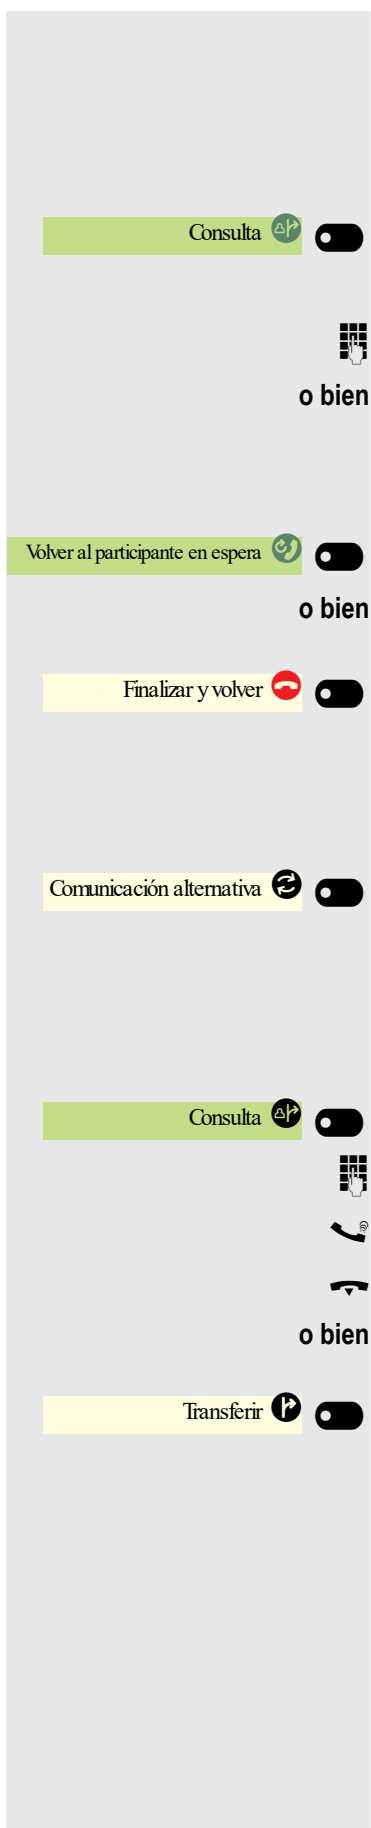 Consulta
o bien
Volver al participante en espera
o bien
Finalizar y volver
Comunicación alternativa
Consulta
o bien
Transferir